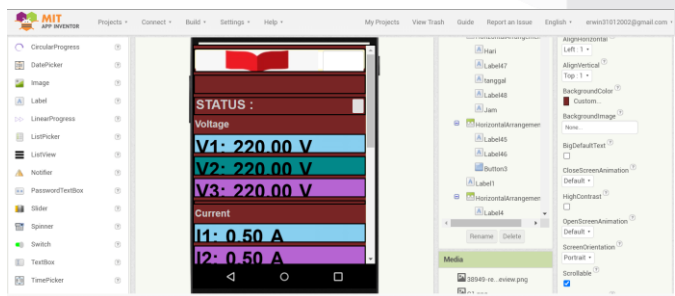 MIT
APP INVENTOR
Projects
Connect
Build
Settings
Help
My Projects
View Trash
Guide
Report an Issue
English
erwin31012002@gmail.com
CircularProgress
DatePicker
Image
Label
LinearProgress
ListPicker
ListView
Notifier
PasswordTextBox
Slider
Spinner
Switch
TextBox
TimePicker
STATUS :
Voltage
V1: 220.00 V
V2: 220.00 V
V3: 220.00 V
Current
I1: 0.50 A
I2: 0.50 A
HorizontalArrangemen
Hari
Label47
tanggal
Label48
Jam
HorizontalArrangemen
Label45
Label46
Button3
Label1
HorizontalArrangemen
Label4
Rename
Delete
Media
38949-re...eview.png
AlignHorizontal
Left : 1
AlignVertical
Top : 1
BackgroundColor
Custom...
BackgroundImage
None...
BigDefaultText
CloseScreenAnimation
Default
HighContrast
OpenScreenAnimation
Default
ScreenOrientation
Portrait
Scrollable